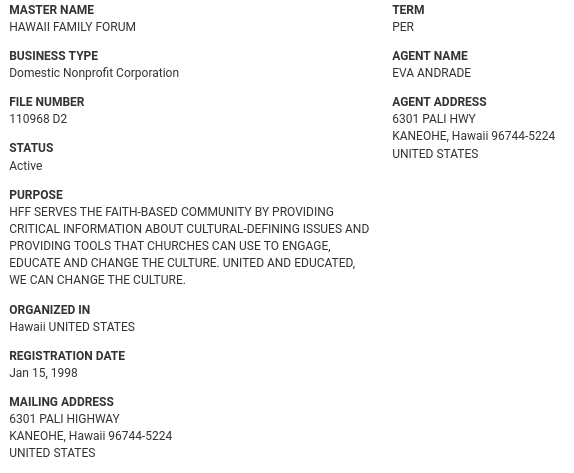 MASTER NAME
HAWAII FAMILY FORUM
BUSINESS TYPE
Domestic Nonprofit Corporation
FILE NUMBER
110968 D2
STATUS
Active
PURPOSE
HFF SERVES THE FAITH-BASED COMMUNITY BY PROVIDING
CRITICAL INFORMATION ABOUT CULTURAL-DEFINING ISSUES AND
PROVIDING TOOLS THAT CHURCHES CAN USE TO ENGAGE,
EDUCATE AND CHANGE THE CULTURE. UNITED AND EDUCATED,
WE CAN CHANGE THE CULTURE.
ORGANIZED IN
Hawaii UNITED STATES
REGISTRATION DATE
Jan 15, 1998
MAILING ADDRESS
6301 PALI HIGHWAY
KANEOHE, Hawaii 96744-5224
UNITED STATES
TERM
PER
AGENT NAME
EVA ANDRADE
AGENT ADDRESS
6301 PALI HWY
KANEOHE, Hawaii 96744-5224
UNITED STATES